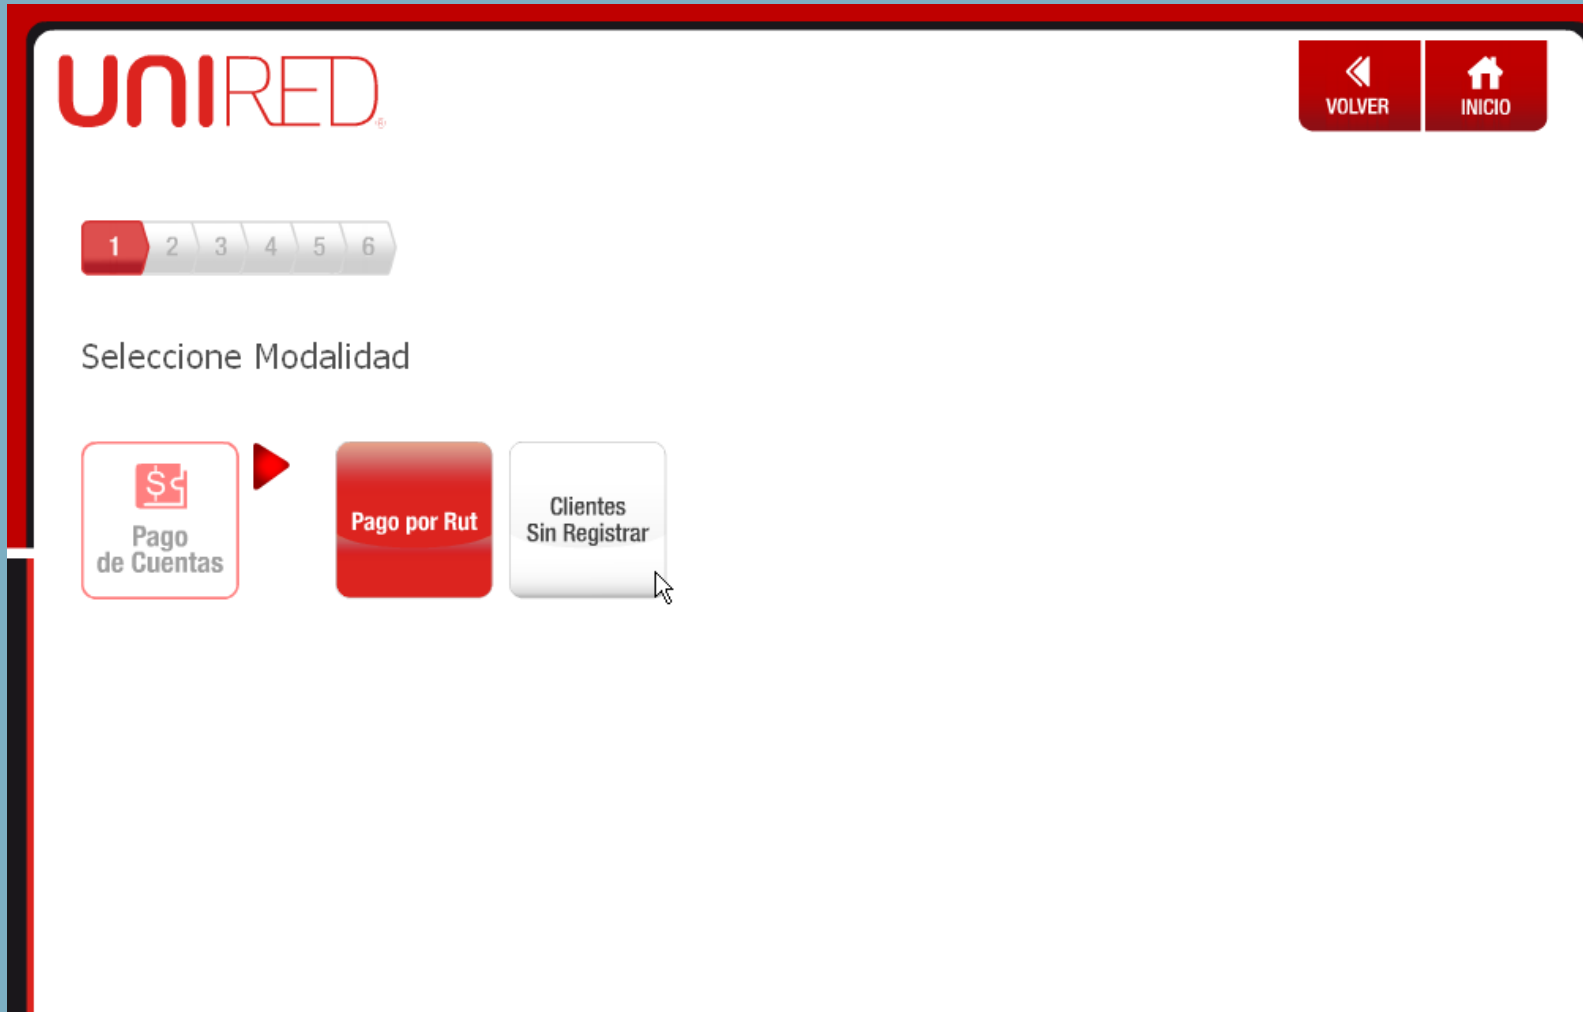 UNIRED
VOLVER
INICIO
1 2 3 4 5 6
Seleccione Modalidad
$
Pago
de Cuentas
Pago por Rut
Clientes
Sin Registrar